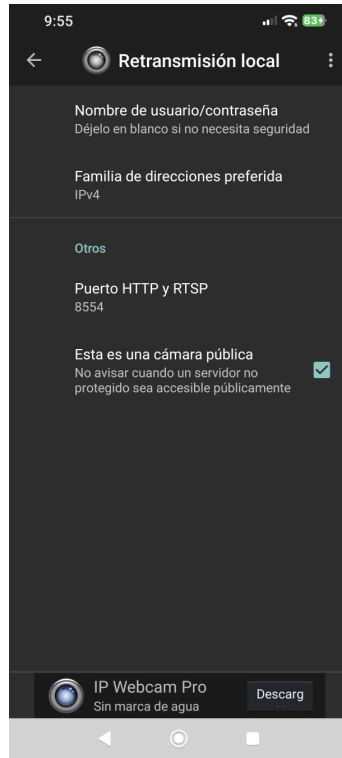 9:55
83+
Retransmisión local
Nombre de usuario/contraseña
Déjelo en blanco si no necesita seguridad
Familia de direcciones preferida
IPv4
Otros
Puerto HTTP y RTSP
8554
Esta es una cámara pública
No avisar cuando un servidor no
protegido sea accesible públicamente
IP Webcam Pro
Sin marca de agua
Descarg